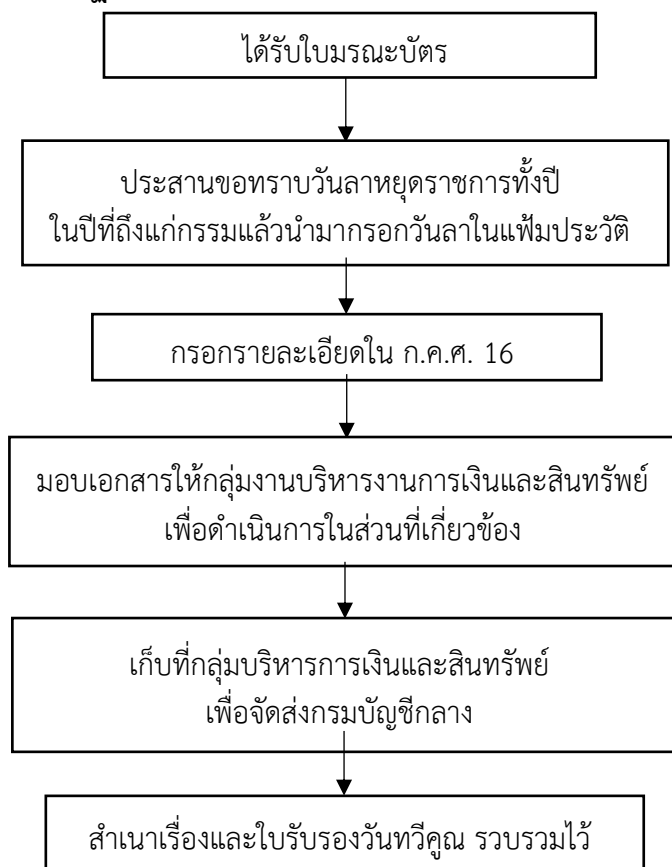 ได้รับใบมรณะบัตร
ประสานขอทราบวันลาหยุดราชการทั้งปี
ในปีที่ถึงแก่กรรมแล้วนำมากรอกวันลาในแฟ้มประวัติ
กรอกรายละเอียดใน ก.ค.ศ. 16
มอบเอกสารให้กลุ่มงานบริหารงานการเงินและสินทรัพย์
เพื่อดำเนินการในส่วนที่เกี่ยวข้อง
เก็บที่กลุ่มบริหารการเงินและสินทรัพย์
เพื่อจัดส่งกรมบัญชีกลาง
สำเนาเรื่องและใบรับรองวันทวีคูณ รวบรวมไว้